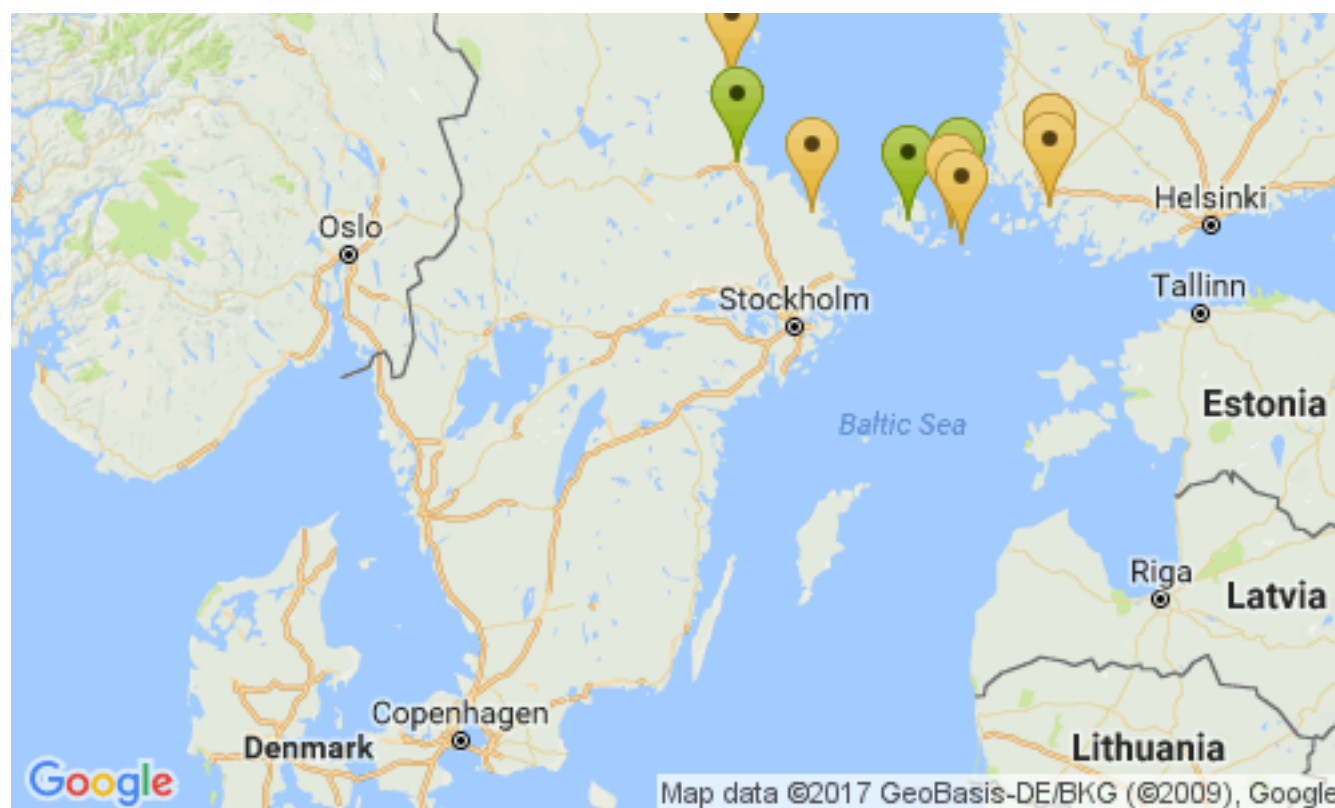 Helsinki
Oslo
Tallinn
Stockholm
Estonia
Baltic Sea
Riga
Latvia
Copenhagen
Denmark
Lithuania
Google
Map data ©2017 GeoBasis-DE/BKG (©2009), Google